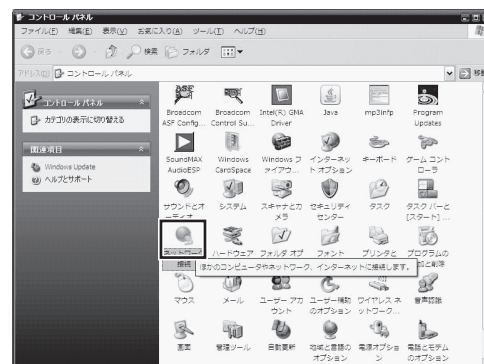 コントロール パネル
ファイル(F) 編集(E) 表示(V) お気に入り(A) ツール(T) ヘルプ(H)
戻る 検索 フォルダ
アドレス(D) コントロール パネル
コントロール パネル
カテゴリの表示に切り替える
関連項目
Windows Update
ヘルプとサポート
Broadcom ASF Config...
Broadcom Control Su...
Intel(R) GMA Driver
Java
mp3infp
Program Updates
SoundMAX AudioESP
Windows CardSpace
Windows ファイアウ...
インターネット オプション
キーボード
ゲーム コントローラ
サウンドとオーディオ
システム
スキャナとカメラ
セキュリティ センター
タスク
タスク バーと [スタート] ...
ネットワーク接続
ハードウェア
フォルダ オプ
フォント
プリンタと
プログラムの
加と削除
ほかのコンピュータやネットワーク、インターネットに接続します。
マウス
メール
ユーザー アカウント
ユーザー補助のオプション
ワイヤレス ネットワーク...
音声認識
画面
管理ツール
自動更新
地域と言語のオプション
電源オプション
電話とモデムのオプション